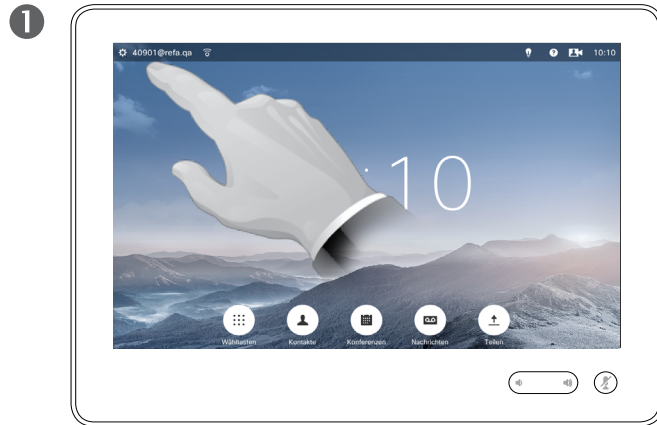 1
40901@refa.qa 10:10
:10
Wähltasten Kontakte Konferenzen Nachrichten Teilen